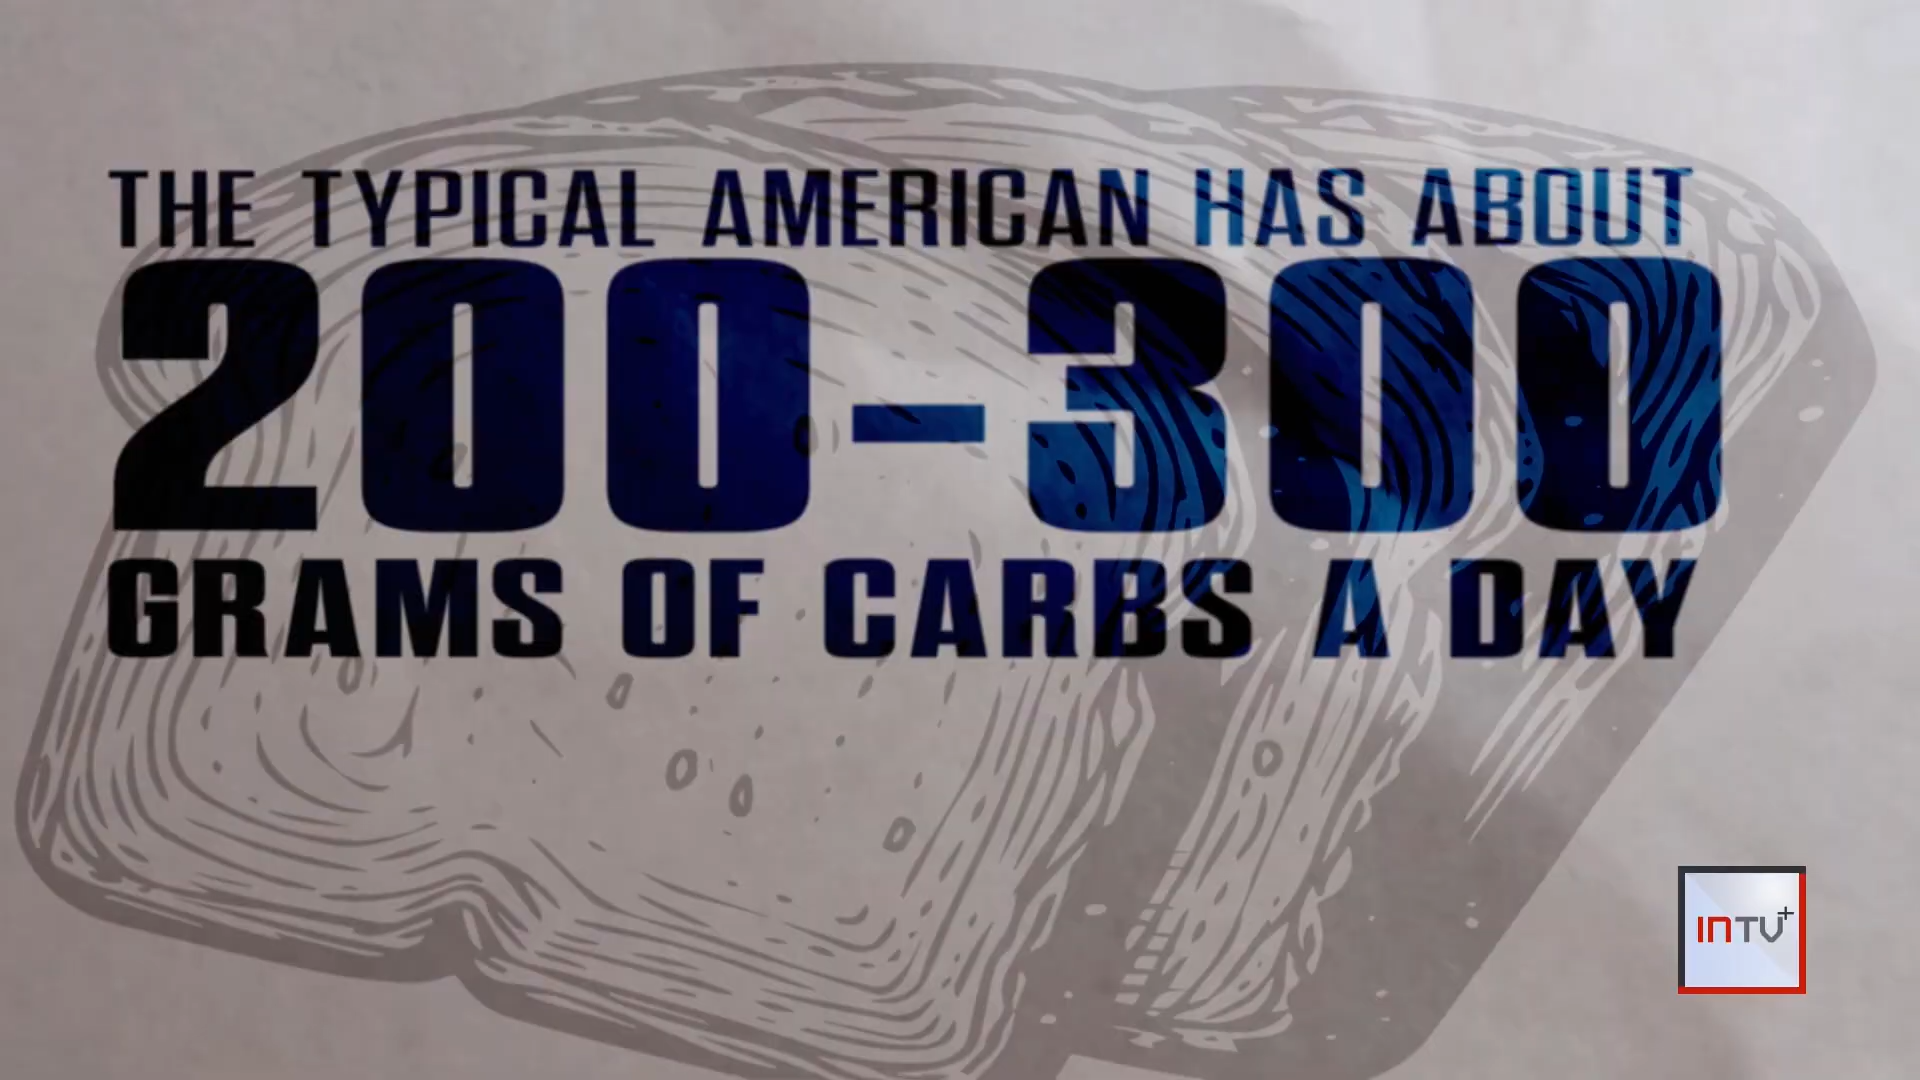 THE TYPICAL AMERICAN HAS ABOUT
200-300
GRAMS OF CARBS A DAY
INTV+